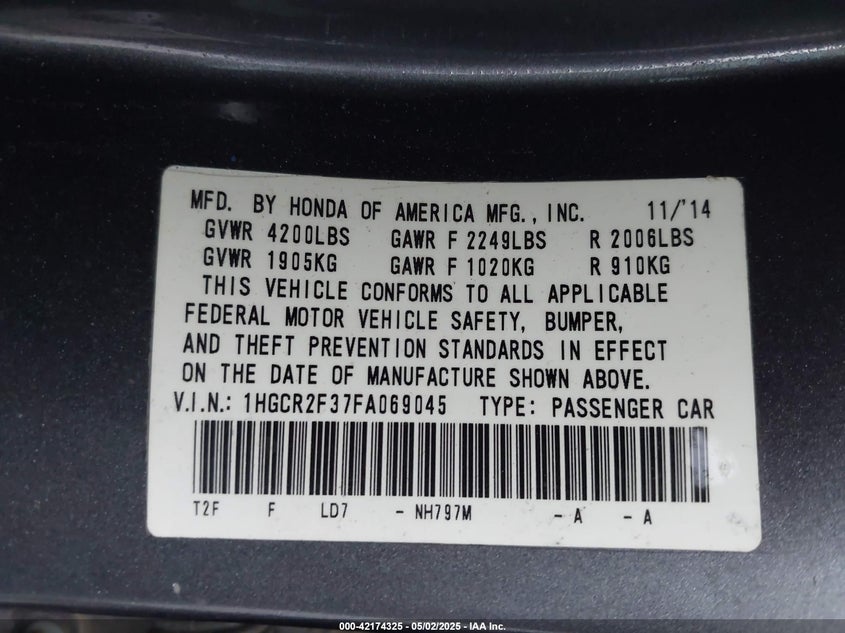 MFD. BY HONDA OF AMERICA MFG., INC. 11/'14
GVWR 4200LBS GAWR F 2249LBS R 2006LBS
GVWR 1905KG GAWR F 1020KG R 910KG
THIS VEHICLE CONFORMS TO ALL APPLICABLE
FEDERAL MOTOR VEHICLE SAFETY, BUMPER,
AND THEFT PREVENTION STANDARDS IN EFFECT
ON THE DATE OF MANUFACTURE SHOWN ABOVE.
V.I.N.: 1HGCR2F37FA069045 TYPE: PASSENGER CAR
T2F F LD7 - NH797M - A - A
000-42174325 - 05/02/2025 - IAA Inc.